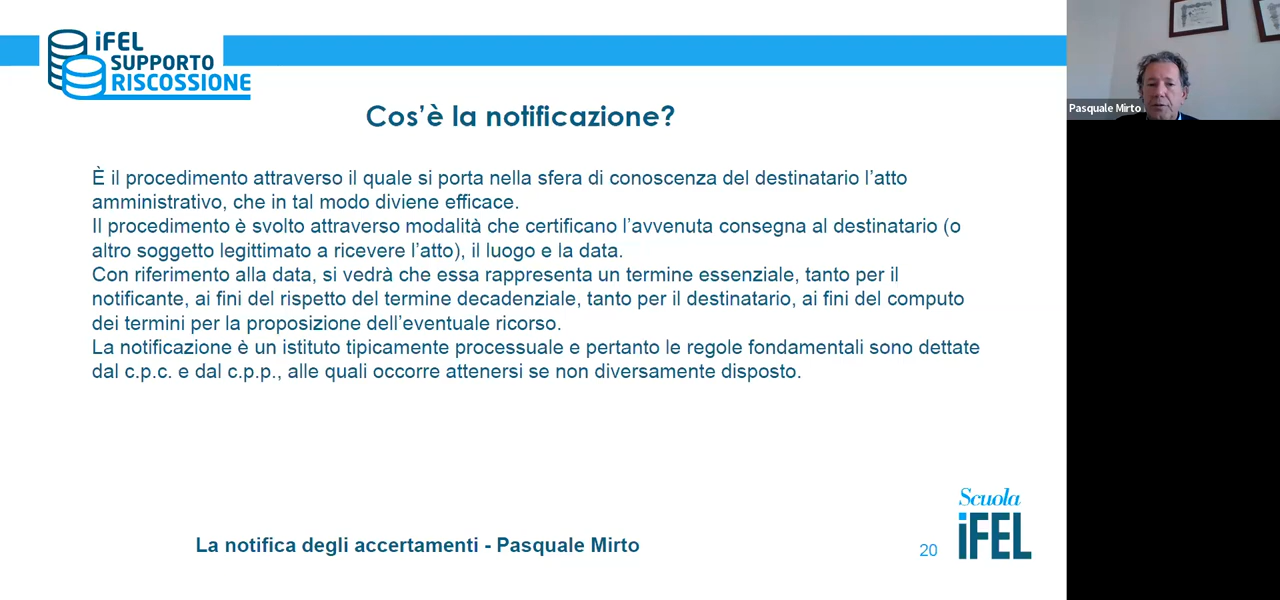 iFEL
SUPPORTO
RISCOSSIONE
Cos’è la notificazione?
È il procedimento attraverso il quale si porta nella sfera di conoscenza del destinatario l’atto
amministrativo, che in tal modo diviene efficace.
Il procedimento è svolto attraverso modalità che certificano l’avvenuta consegna al destinatario (o
altro soggetto legittimato a ricevere l’atto), il luogo e la data.
Con riferimento alla data, si vedrà che essa rappresenta un termine essenziale, tanto per il
notificante, ai fini del rispetto del termine decadenziale, tanto per il destinatario, ai fini del computo
dei termini per la proposizione dell’eventuale ricorso.
La notificazione è un istituto tipicamente processuale e pertanto le regole fondamentali sono dettate
dal c.p.c. e dal c.p.p., alle quali occorre attenersi se non diversamente disposto.
La notifica degli accertamenti - Pasquale Mirto
20
Scuola
iFEL
Pasquale Mirto